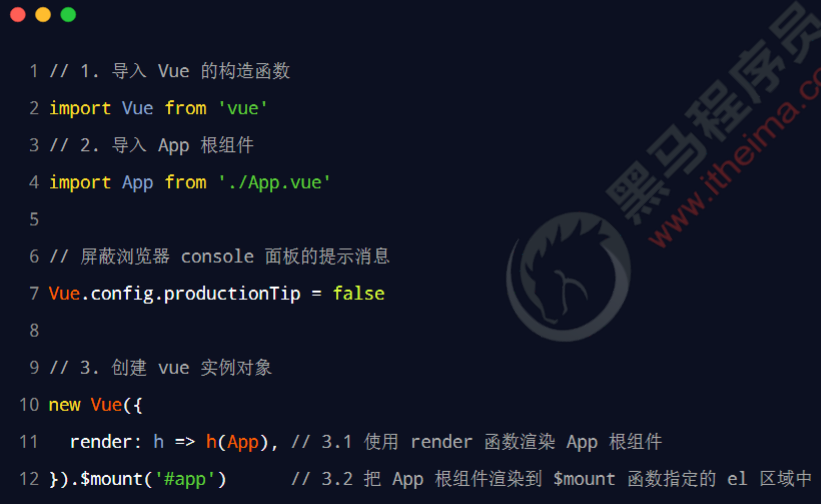 1 // 1. 导入 Vue 的构造函数
2 import Vue from 'vue'
3 // 2. 导入 App 根组件
4 import App from './App.vue'
5
6 // 屏蔽浏览器 console 面板的提示消息
7 Vue.config.productionTip = false
8
9 // 3. 创建 vue 实例对象
10 new Vue({
11   render: h => h(App), // 3.1 使用 render 函数渲染 App 根组件
12 }).$mount('#app')      // 3.2 把 App 根组件渲染到 $mount 函数指定的 el 区域中
黑马程序员
www.itheima.co